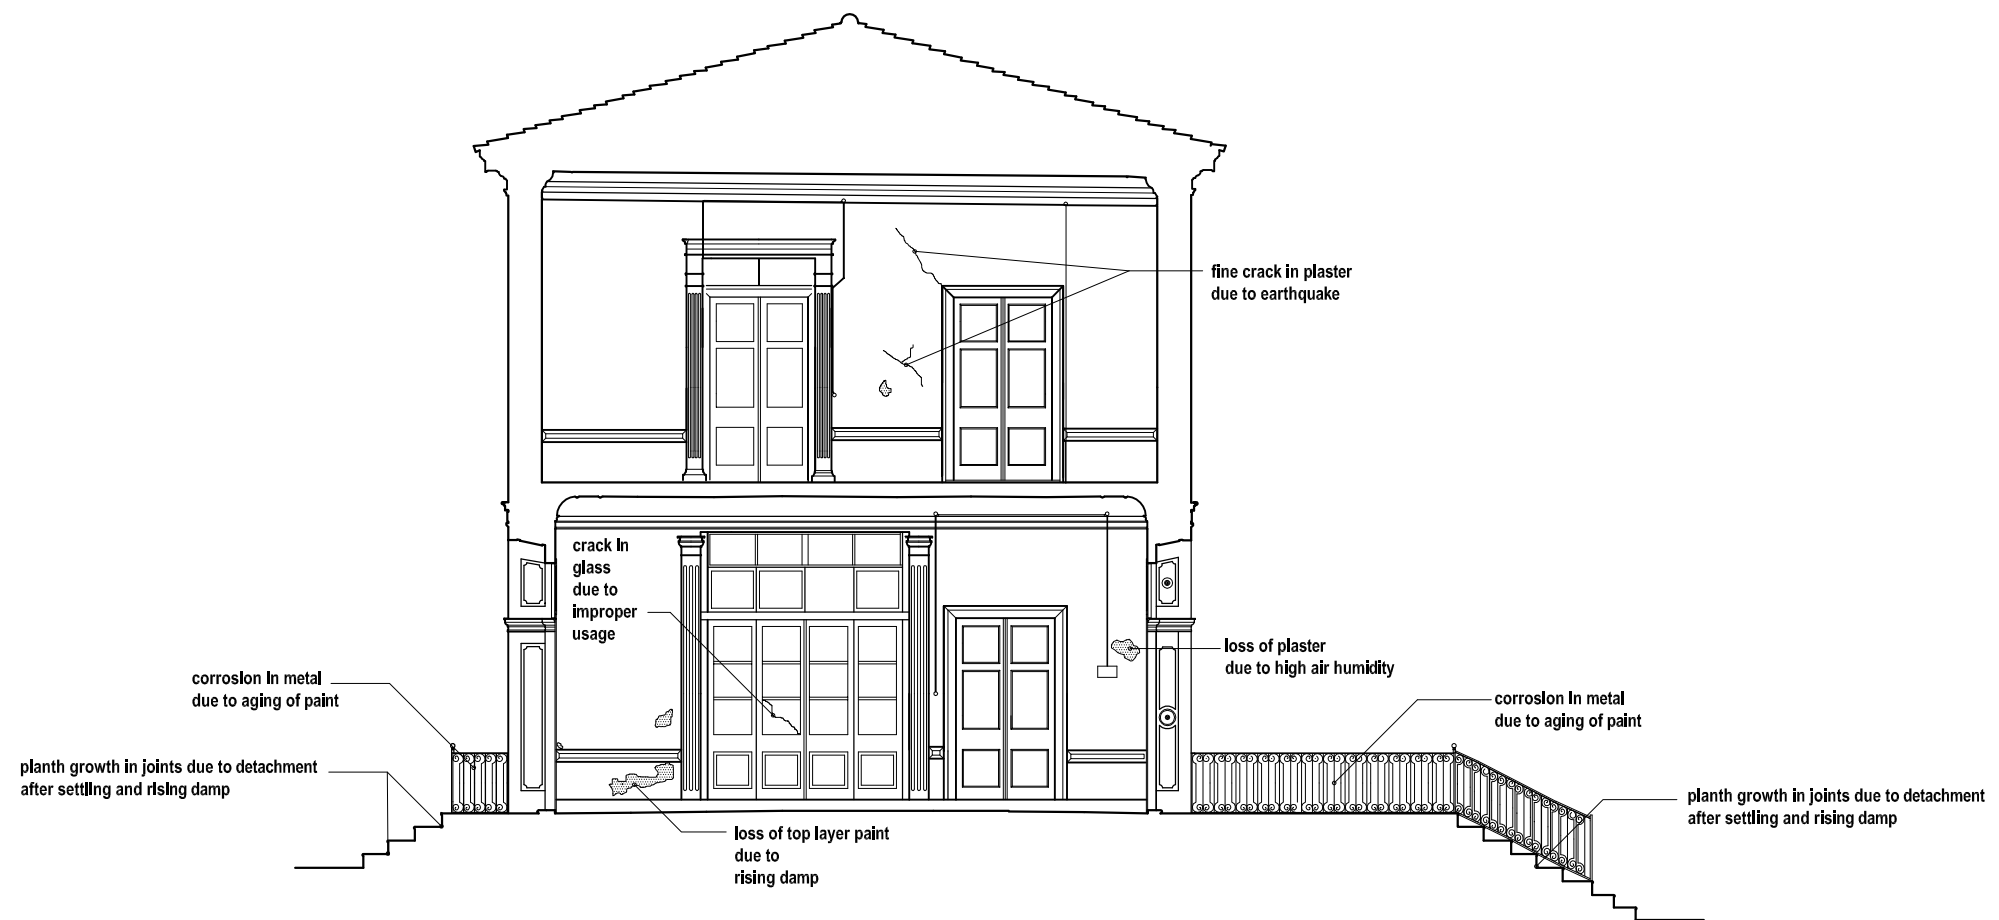 fine crack in plaster
due to earthquake
crack in
glass
due to
improper
usage
loss of plaster
due to high air humidity
corrosion in metal
due to aging of paint
corrosion in metal
due to aging of paint
planth growth in joints due to detachment
after settling and rising damp
planth growth in joints due to detachment
after settling and rising damp
loss of top layer paint
due to
rising damp